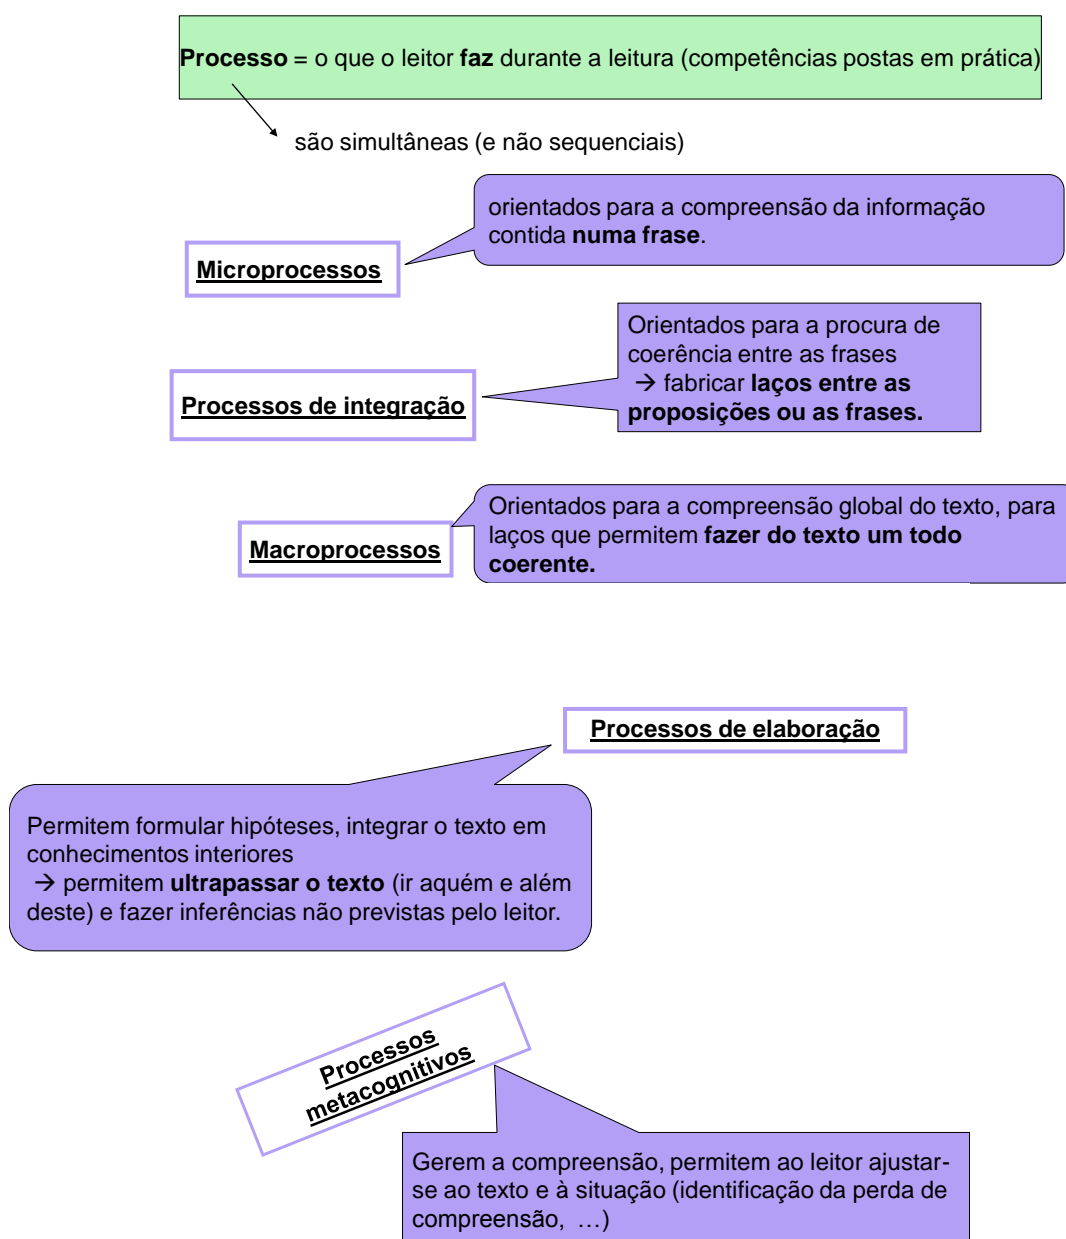 Processo = o que o leitor faz durante a leitura (competências postas em prática)
são simultâneas (e não sequenciais)
orientados para a compreensão da informação
contida numa frase.
Microprocessos
Orientados para a procura de
coerência entre as frases
→ fabricar laços entre as
proposições ou as frases.
Processos de integração
Orientados para a compreensão global do texto, para
laços que permitem fazer do texto um todo
coerente.
Macroprocessos
Processos de elaboração
Permitem formular hipóteses, integrar o texto em
conhecimentos interiores
→ permitem ultrapassar o texto (ir aquém e além
deste) e fazer inferências não previstas pelo leitor.
Processos
metacognitivos
Gerem a compreensão, permitem ao leitor ajustar-
se ao texto e à situação (identificação da perda de
compreensão, …)